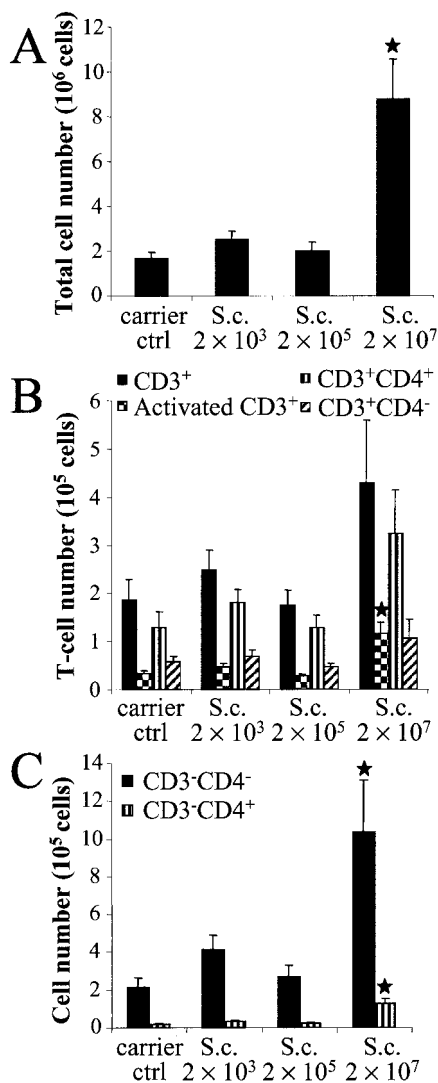 A
Total cell number (10⁶ cells)
12
10
8
6
4
2
0
carrier ctrl
S.c. 2 × 10³
S.c. 2 × 10⁵
S.c. 2 × 10⁷
B
CD3⁺
CD3⁺CD4⁺
Activated CD3⁺
CD3⁺CD4⁻
T-cell number (10⁵ cells)
6
5
4
3
2
1
0
carrier ctrl
S.c. 2 × 10³
S.c. 2 × 10⁵
S.c. 2 × 10⁷
C
CD3⁻CD4⁻
CD3⁻CD4⁺
Cell number (10⁵ cells)
14
12
10
8
6
4
2
0
carrier ctrl
S.c. 2 × 10³
S.c. 2 × 10⁵
S.c. 2 × 10⁷